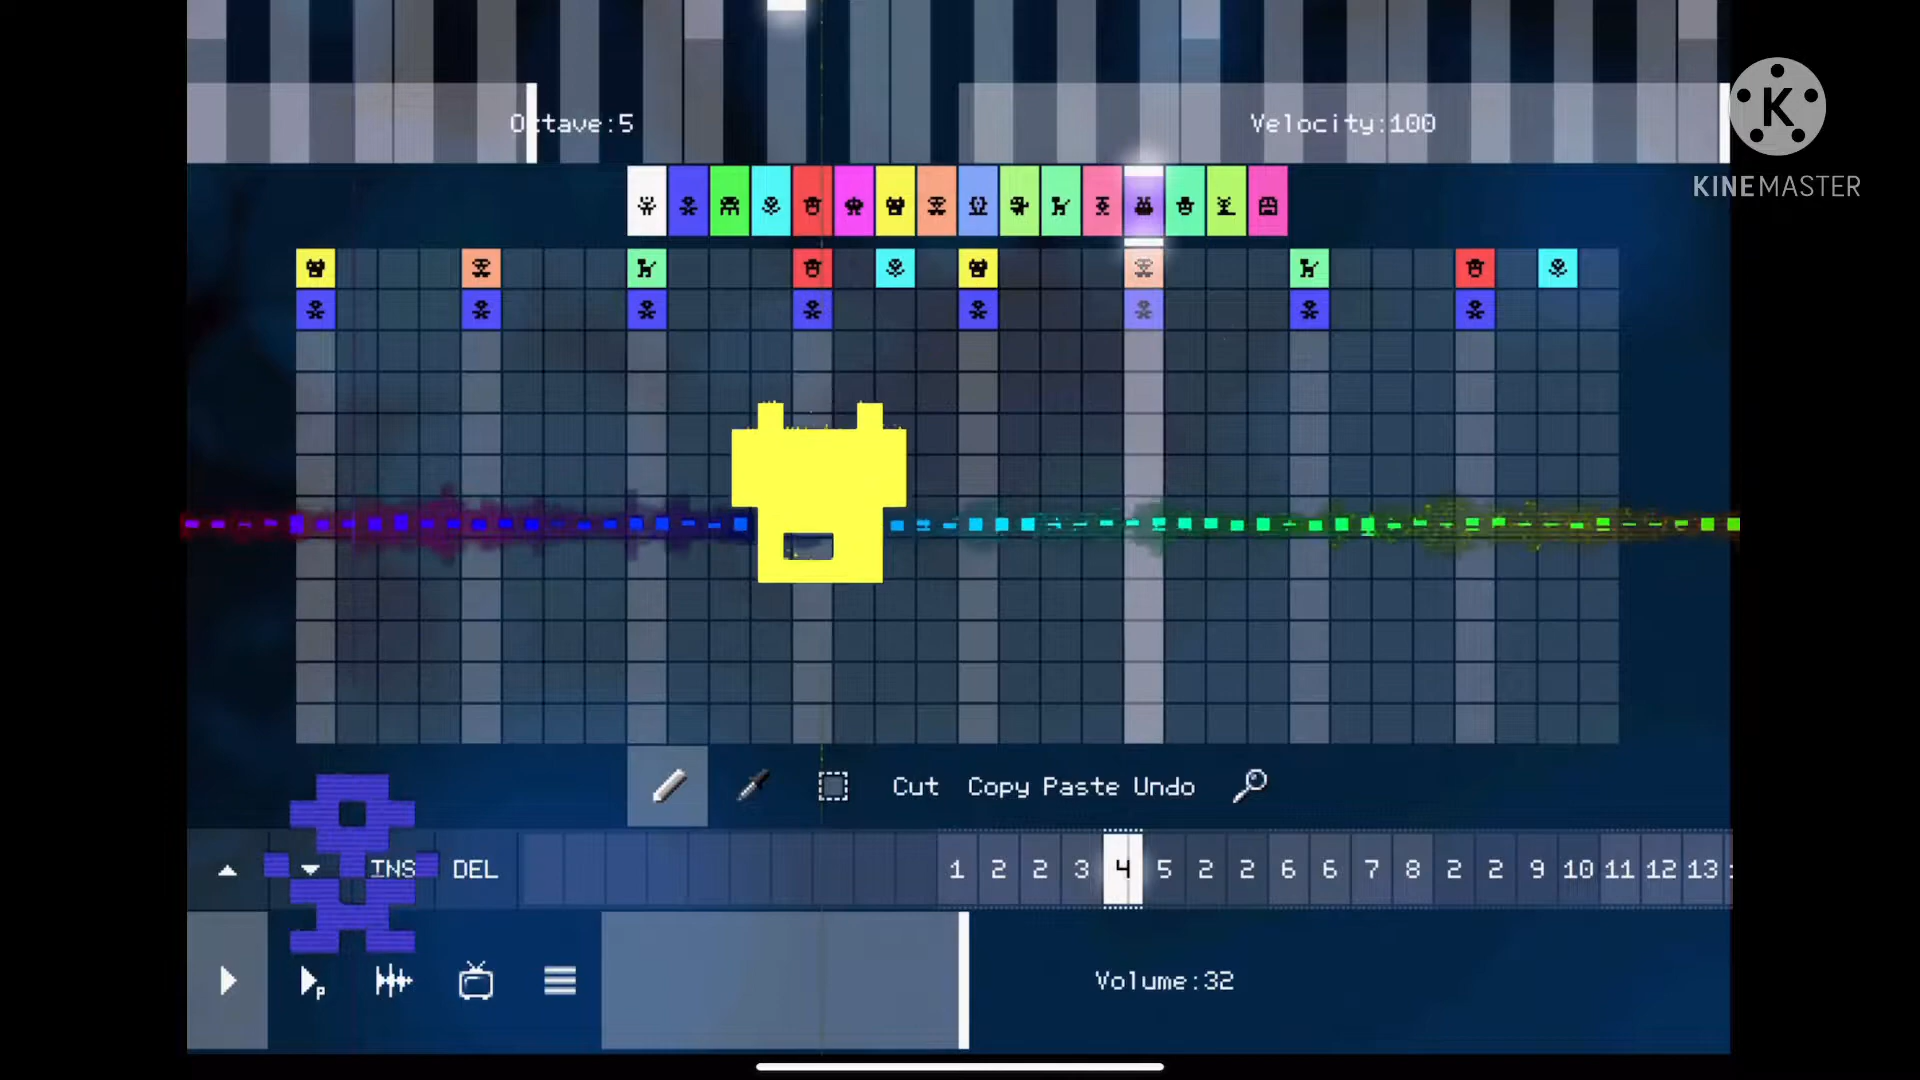 Octave:5
Velocity:100
K
KINEMASTER
Cut Copy Paste Undo
INS DEL
1 2 2 3 4 5 2 2 6 6 7 8 2 2 9 10 11 12 13
P
Volume:32